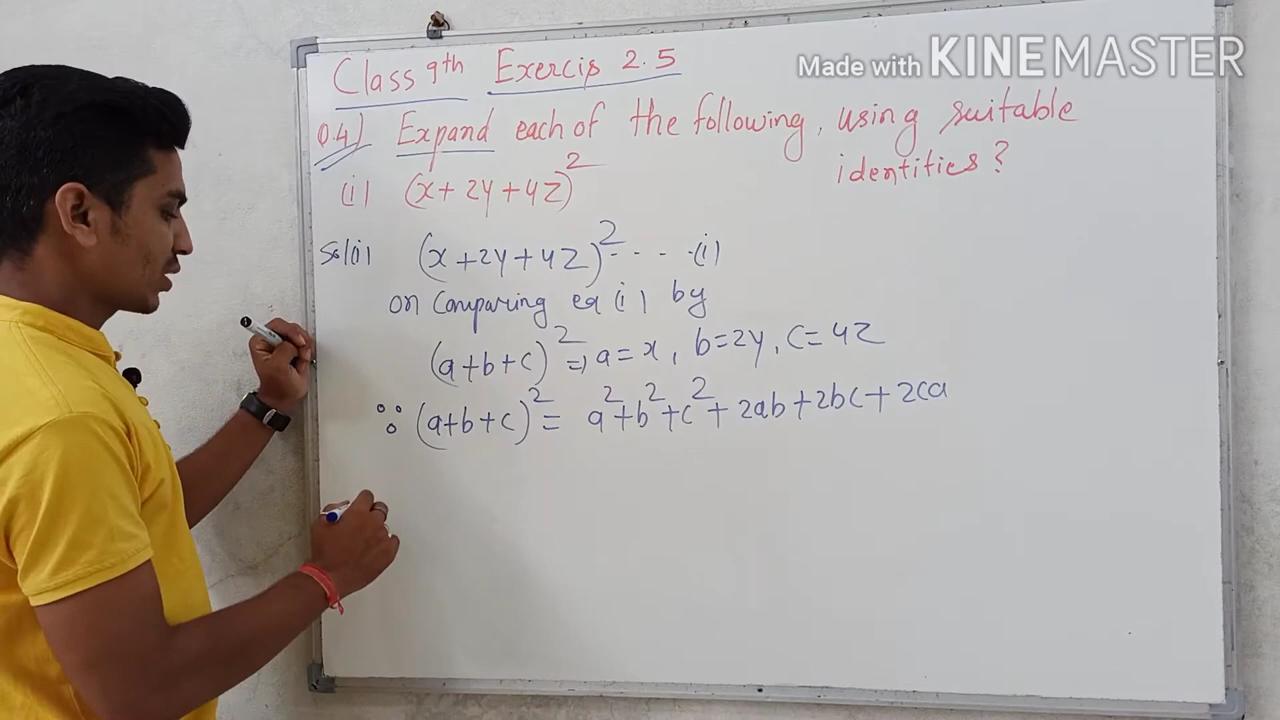 Made with KINEMASTER
Class 9th Exercis 2.5
Q.4) Expand each of the following, using suitable
identities?
(i) (x+2y+4z)²
Sol(i) (x+2y+4z)² - - - -(i)
on Comparing eq (i) by
(a+b+c)² ⇒ a=x, b=2y, c=4z
∵ (a+b+c)² = a²+b²+c²+2ab+2bc+2ca